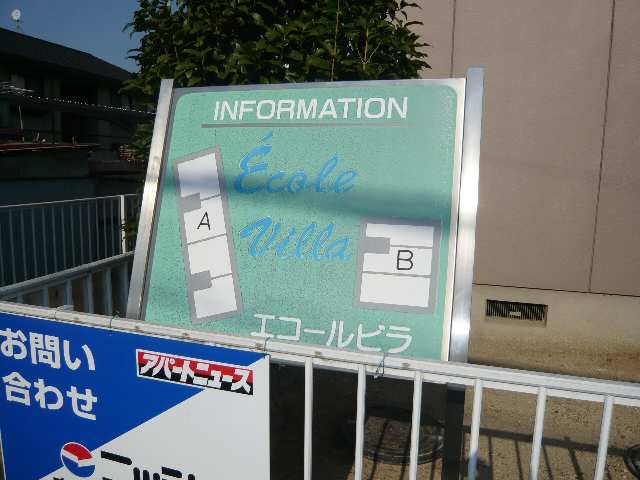 INFORMATION
École
Villa
A
B
エコールビラ
お問い
合わせ
アパートニュース